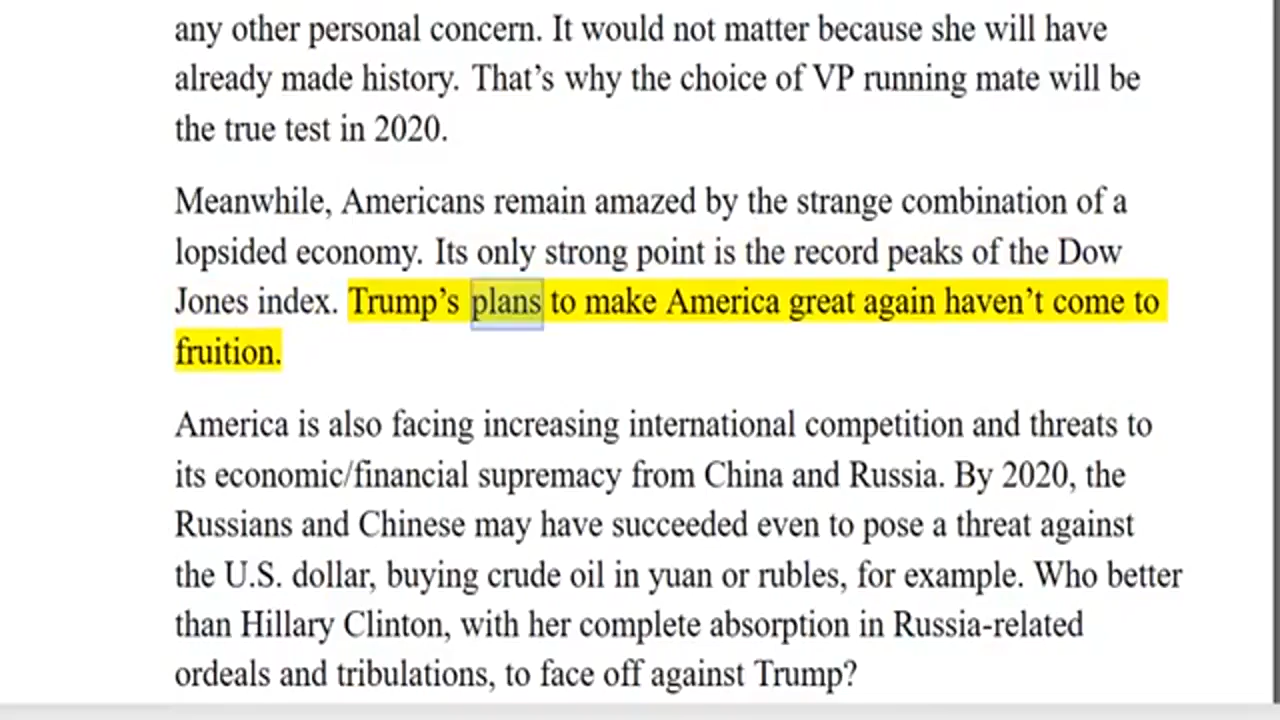 any other personal concern. It would not matter because she will have
already made history. That’s why the choice of VP running mate will be
the true test in 2020.
Meanwhile, Americans remain amazed by the strange combination of a
lopsided economy. Its only strong point is the record peaks of the Dow
Jones index. Trump’s plans to make America great again haven’t come to
fruition.
America is also facing increasing international competition and threats to
its economic/financial supremacy from China and Russia. By 2020, the
Russians and Chinese may have succeeded even to pose a threat against
the U.S. dollar, buying crude oil in yuan or rubles, for example. Who better
than Hillary Clinton, with her complete absorption in Russia-related
ordeals and tribulations, to face off against Trump?